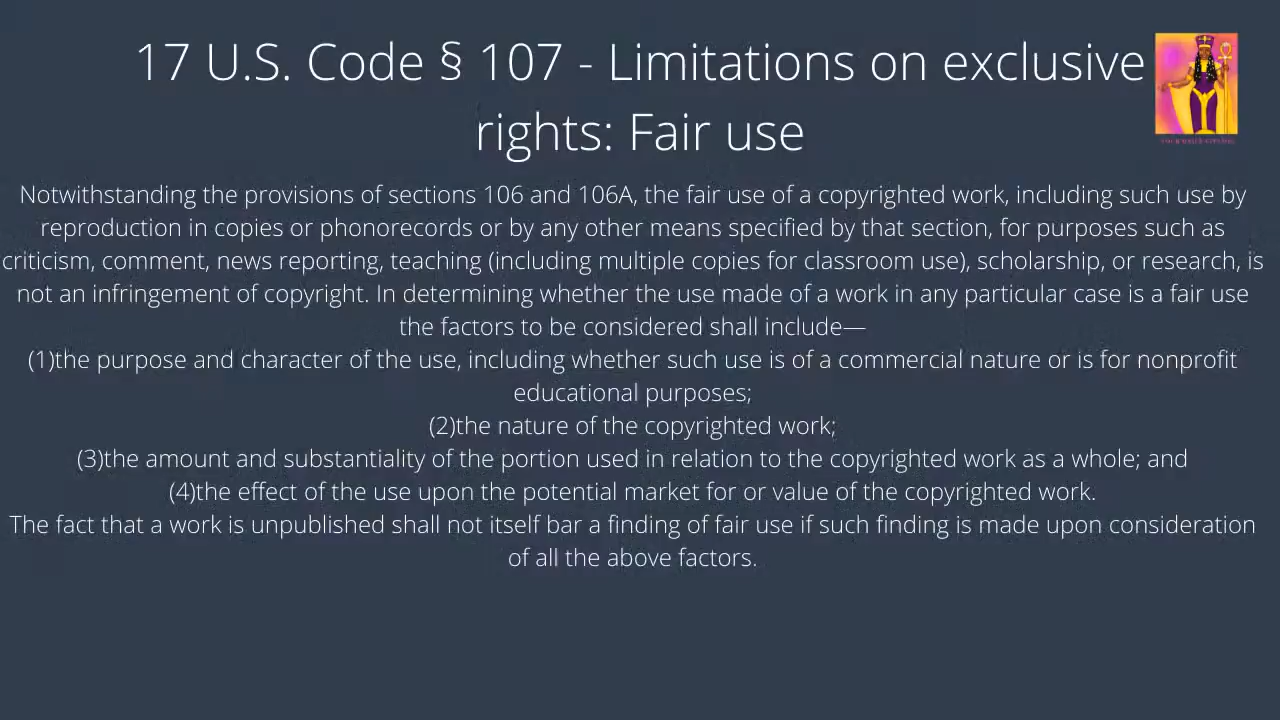 17 U.S. Code § 107 - Limitations on exclusive
rights: Fair use
Notwithstanding the provisions of sections 106 and 106A, the fair use of a copyrighted work, including such use by
reproduction in copies or phonorecords or by any other means specified by that section, for purposes such as
criticism, comment, news reporting, teaching (including multiple copies for classroom use), scholarship, or research, is
not an infringement of copyright. In determining whether the use made of a work in any particular case is a fair use
the factors to be considered shall include—
(1)the purpose and character of the use, including whether such use is of a commercial nature or is for nonprofit
educational purposes;
(2)the nature of the copyrighted work;
(3)the amount and substantiality of the portion used in relation to the copyrighted work as a whole; and
(4)the effect of the use upon the potential market for or value of the copyrighted work.
The fact that a work is unpublished shall not itself bar a finding of fair use if such finding is made upon consideration
of all the above factors.